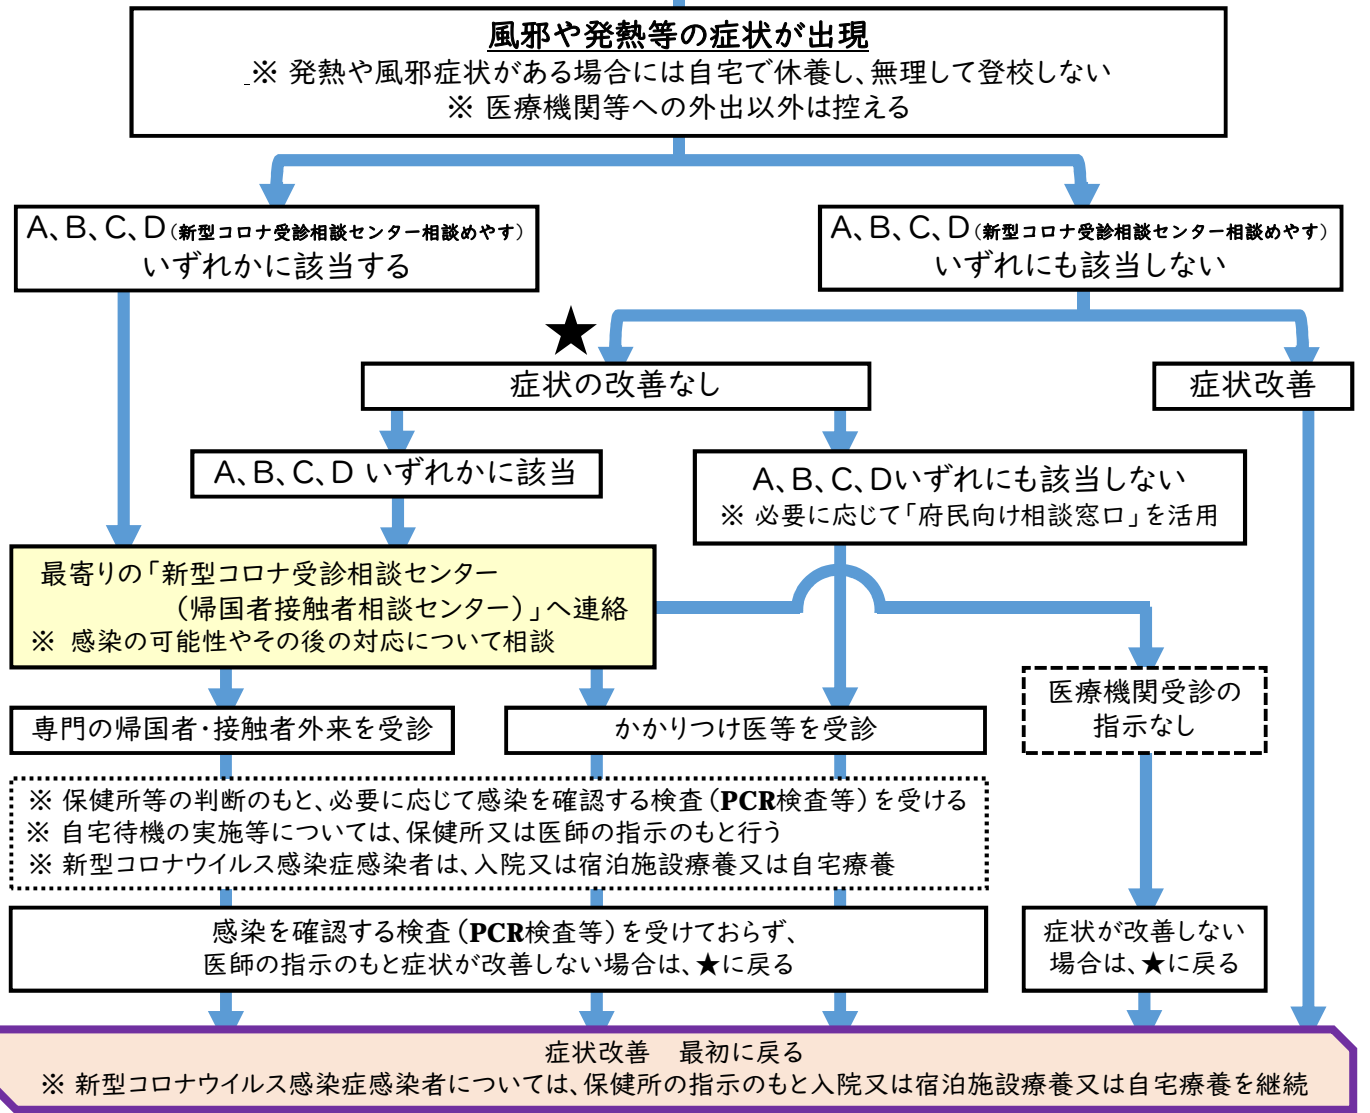 風邪や発熱等の症状が出現
※ 発熱や風邪症状がある場合には自宅で休養し、無理して登校しない
※ 医療機関等への外出以外は控える
A、B、C、D（新型コロナ受診相談センター相談めやす）
いずれかに該当する
A、B、C、D（新型コロナ受診相談センター相談めやす）
いずれにも該当しない
★
症状の改善なし
症状改善
A、B、C、D いずれかに該当
A、B、C、Dいずれにも該当しない
※ 必要に応じて「府民向け相談窓口」を活用
最寄りの「新型コロナ受診相談センター
（帰国者接触者相談センター）」へ連絡
※ 感染の可能性やその後の対応について相談
医療機関受診の
指示なし
専門の帰国者・接触者外来を受診
かかりつけ医等を受診
※ 保健所等の判断のもと、必要に応じて感染を確認する検査（PCR検査等）を受ける
※ 自宅待機の実施等については、保健所又は医師の指示のもと行う
※ 新型コロナウイルス感染症感染者は、入院又は宿泊施設療養又は自宅療養
感染を確認する検査（PCR検査等）を受けておらず、
医師の指示のもと症状が改善しない場合は、★に戻る
症状が改善しない
場合は、★に戻る
症状改善　最初に戻る
※ 新型コロナウイルス感染症感染者については、保健所の指示のもと入院又は宿泊施設療養又は自宅療養を継続